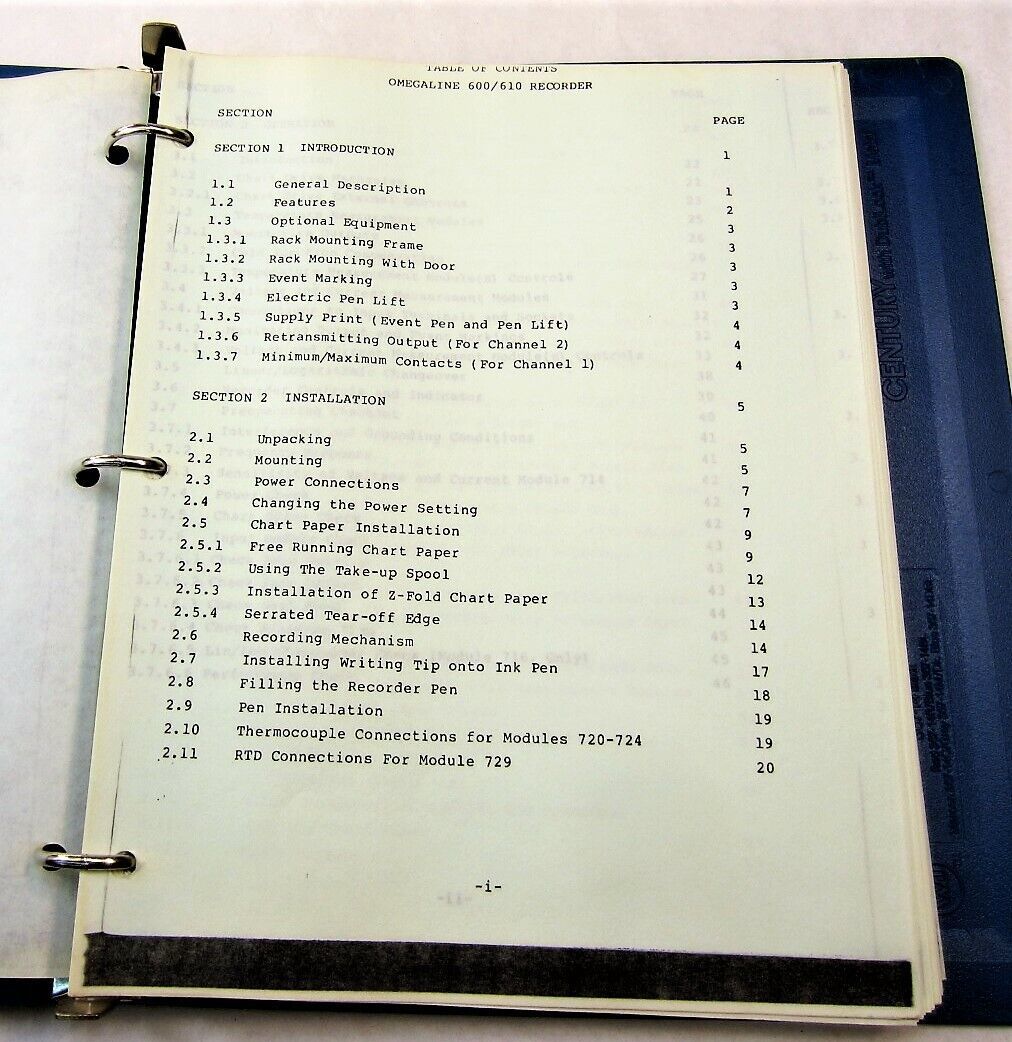 TABLE OF CONTENTS
OMEGALINE 600/610 RECORDER
SECTION PAGE
SECTION 1 INTRODUCTION 1
1.1 General Description 1
1.2 Features 2
1.3 Optional Equipment 3
1.3.1 Rack Mounting Frame 3
1.3.2 Rack Mounting With Door 3
1.3.3 Event Marking 3
1.3.4 Electric Pen Lift 3
1.3.5 Supply Print (Event Pen and Pen Lift) 4
1.3.6 Retransmitting Output (For Channel 2) 4
1.3.7 Minimum/Maximum Contacts (For Channel 1) 4
SECTION 2 INSTALLATION 5
2.1 Unpacking 5
2.2 Mounting 5
2.3 Power Connections 7
2.4 Changing the Power Setting 7
2.5 Chart Paper Installation 9
2.5.1 Free Running Chart Paper 9
2.5.2 Using The Take-up Spool 12
2.5.3 Installation of Z-Fold Chart Paper 13
2.5.4 Serrated Tear-off Edge 14
2.6 Recording Mechanism 14
2.7 Installing Writing Tip onto Ink Pen 17
2.8 Filling the Recorder Pen 18
2.9 Pen Installation 19
2.10 Thermocouple Connections for Modules 720-724 19
2.11 RTD Connections For Module 729 20
-i-
CENTURY